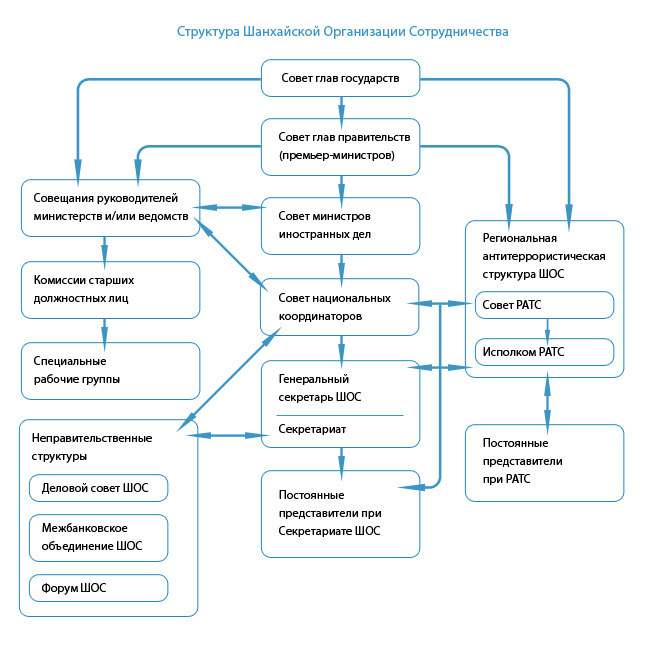 Структура Шанхайской Организации Сотрудничества
Совет глав государств
Совет глав правительств
(премьер-министров)
Совещания руководителей
министерств и/или ведомств
Совет министров
иностранных дел
Региональная
антитеррористическая
структура ШОС
Совет РАТС
Исполком РАТС
Комиссии старших
должностных лиц
Совет национальных
координаторов
Специальные
рабочие группы
Генеральный
секретарь ШОС
Секретариат
Неправительственные
структуры
Деловой совет ШОС
Межбанковское
объединение ШОС
Форум ШОС
Постоянные
представители при
Секретариате ШОС
Постоянные
представители
при РАТС